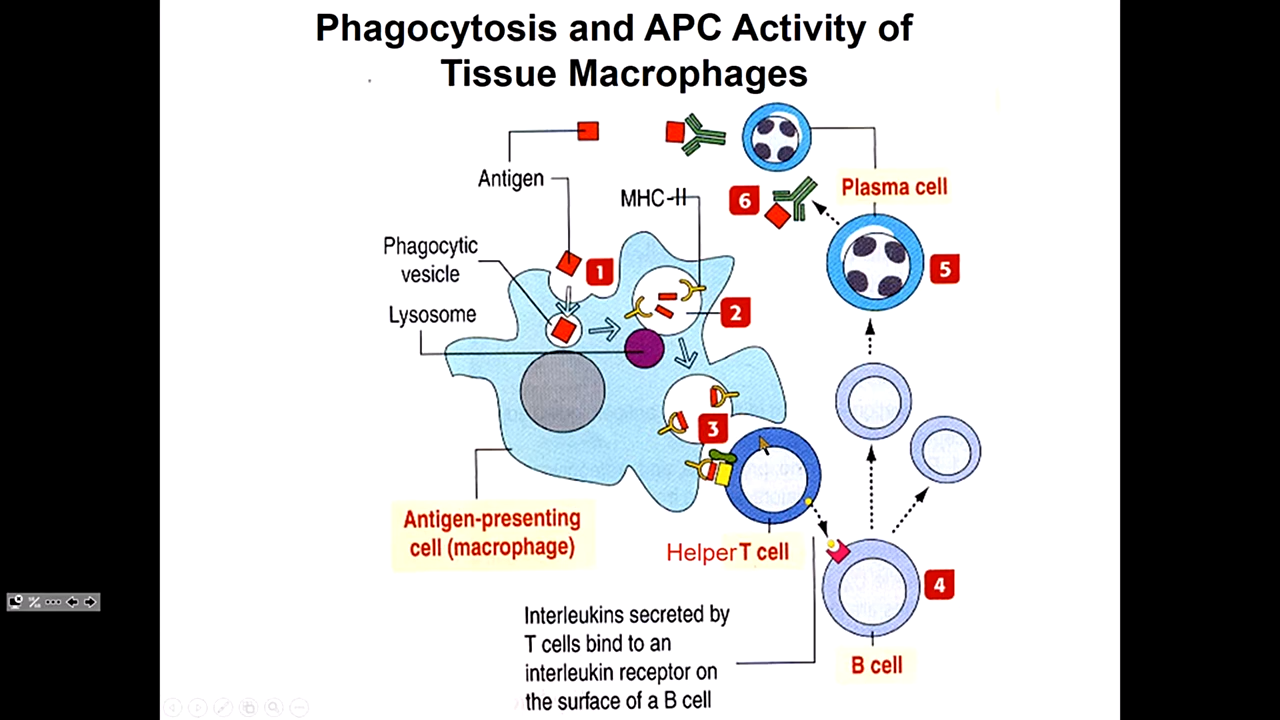 Phagocytosis and APC Activity of
Tissue Macrophages
Antigen
MHC-II
Plasma cell
6
Phagocytic
vesicle
1
5
Lysosome
2
3
Antigen-presenting
cell (macrophage)
Helper T cell
4
Interleukins secreted by
T cells bind to an
interleukin receptor on
the surface of a B cell
B cell